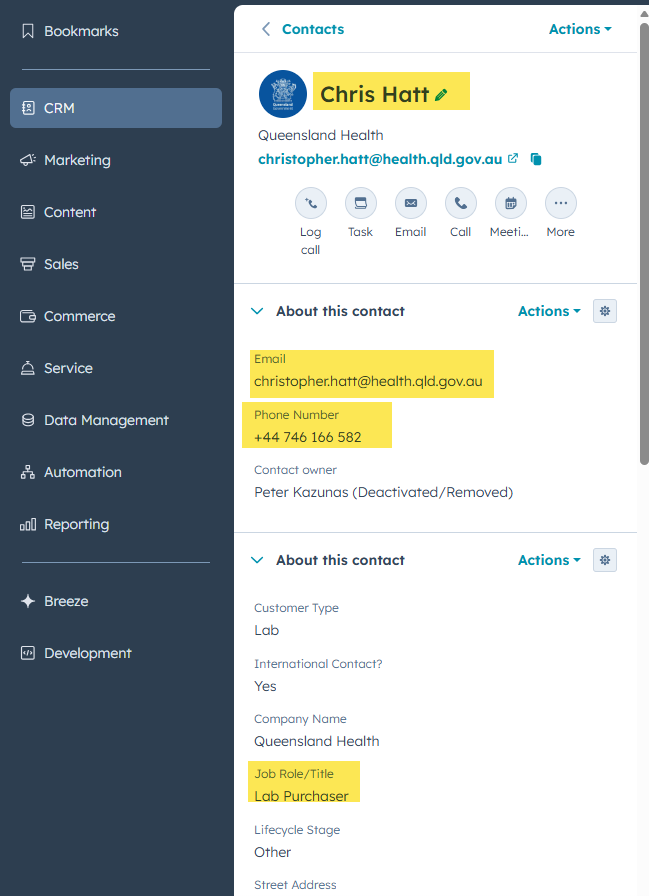 Bookmarks
CRM
Marketing
Content
Sales
Commerce
Service
Data Management
Automation
Reporting
Breeze
Development
Contacts
Actions
Chris Hatt
Queensland Health
christopher.hatt@health.qld.gov.au
Log call
Task
Email
Call
Meeti...
More
About this contact
Actions
Email
christopher.hatt@health.qld.gov.au
Phone Number
+44 746 166 582
Contact owner
Peter Kazunas (Deactivated/Removed)
About this contact
Actions
Customer Type
Lab
International Contact?
Yes
Company Name
Queensland Health
Job Role/Title
Lab Purchaser
Lifecycle Stage
Other
Street Address